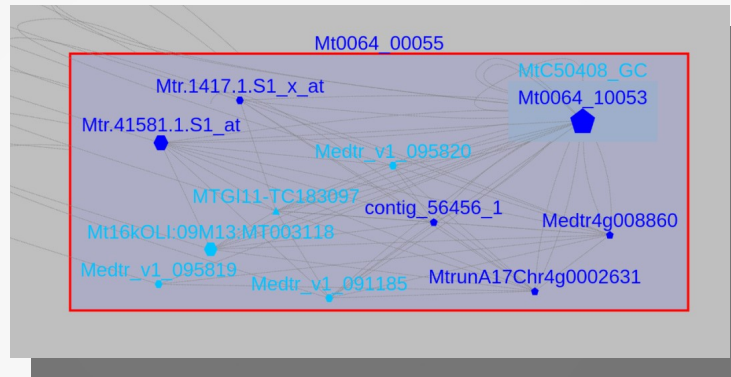 Mt0064_00055
MtC50408_GC
Mtr.1417.1.S1_x_at
Mt0064_10053
Mtr.41581.1.S1_at
Medtr_v1_095820
MTGI11-TC183097
contig_56456_1
Medtr4g008860
Mt16kOLI:09M13:MT003118
Medtr_v1_095819
Medtr_v1_091185
MtrunA17Chr4g0002631